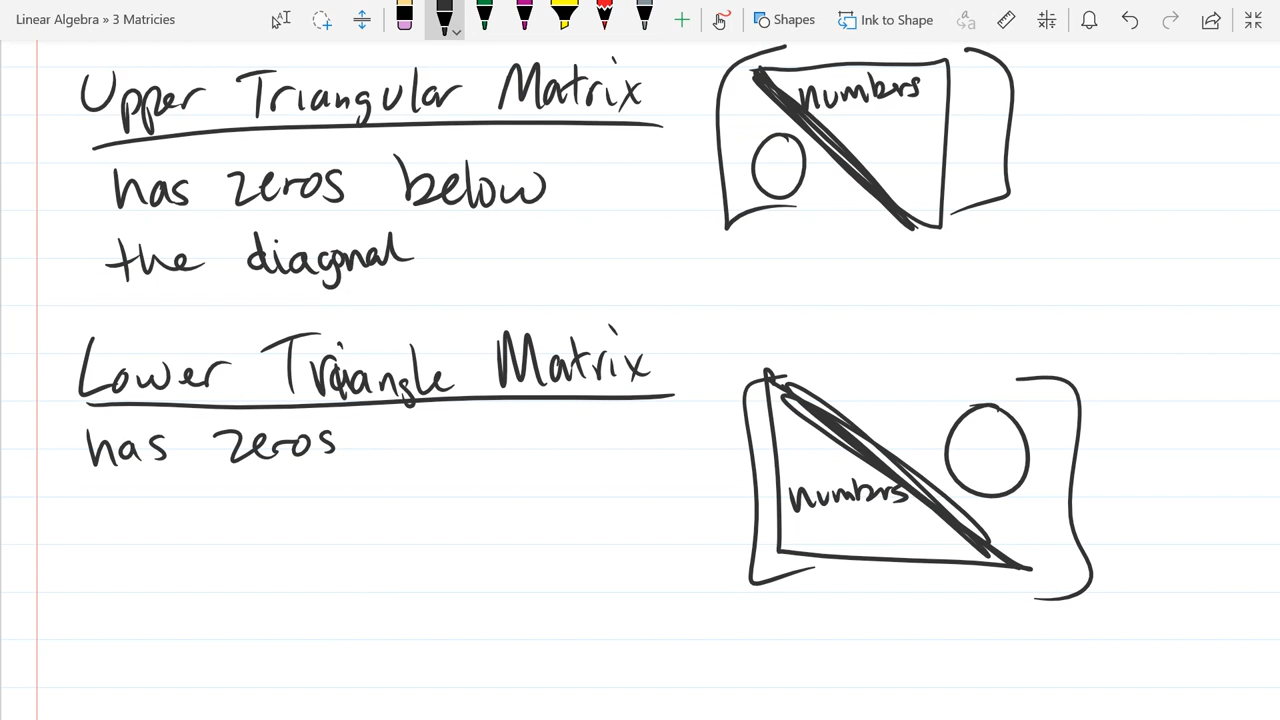 Linear Algebra » 3 Matricies
Shapes
Ink to Shape
Upper Triangular Matrix
has zeros below
the diagonal
numbers
0
Lower Triangle Matrix
has zeros
numbers
0